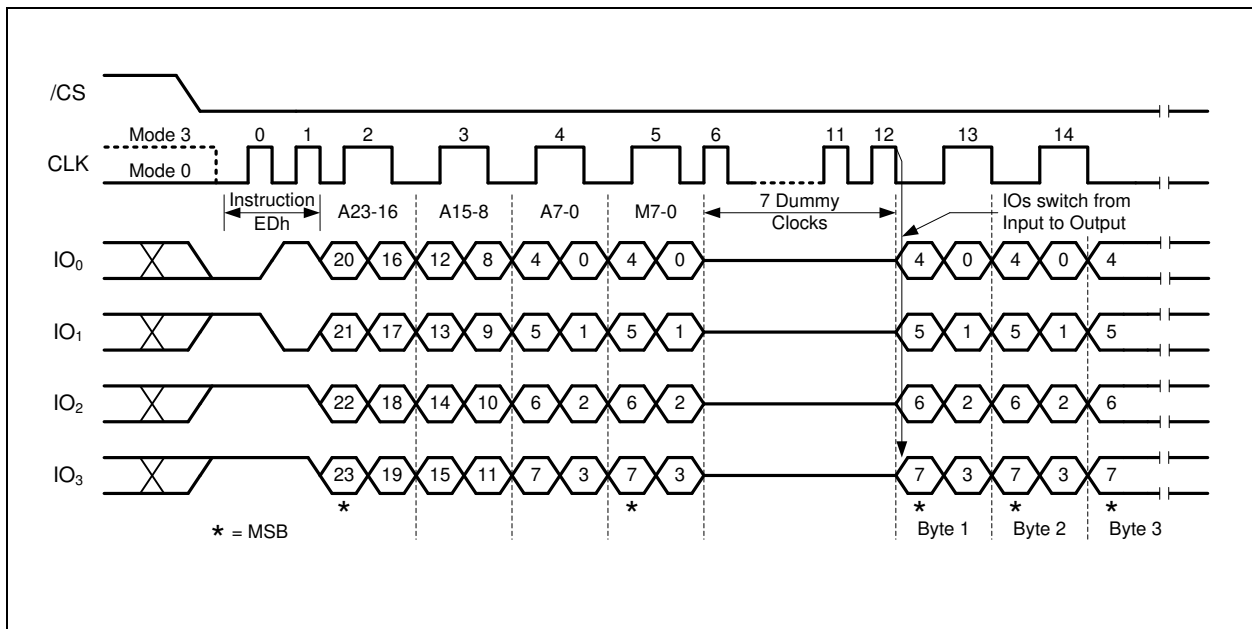 /CS
Mode 3 0 1 2 3 4 5 6 11 12 13 14
CLK
Mode 0
Instruction A23-16 A15-8 A7-0 M7-0 7 Dummy IOs switch from
EDh Clocks Input to Output
IO0 20 16 12 8 4 0 4 0 4 0 4 0 4
IO1 21 17 13 9 5 1 5 1 5 1 5 1 5
IO2 22 18 14 10 6 2 6 2 6 2 6 2 6
IO3 23 19 15 11 7 3 7 3 7 3 7 3 7
* * * * *
* = MSB Byte 1 Byte 2 Byte 3